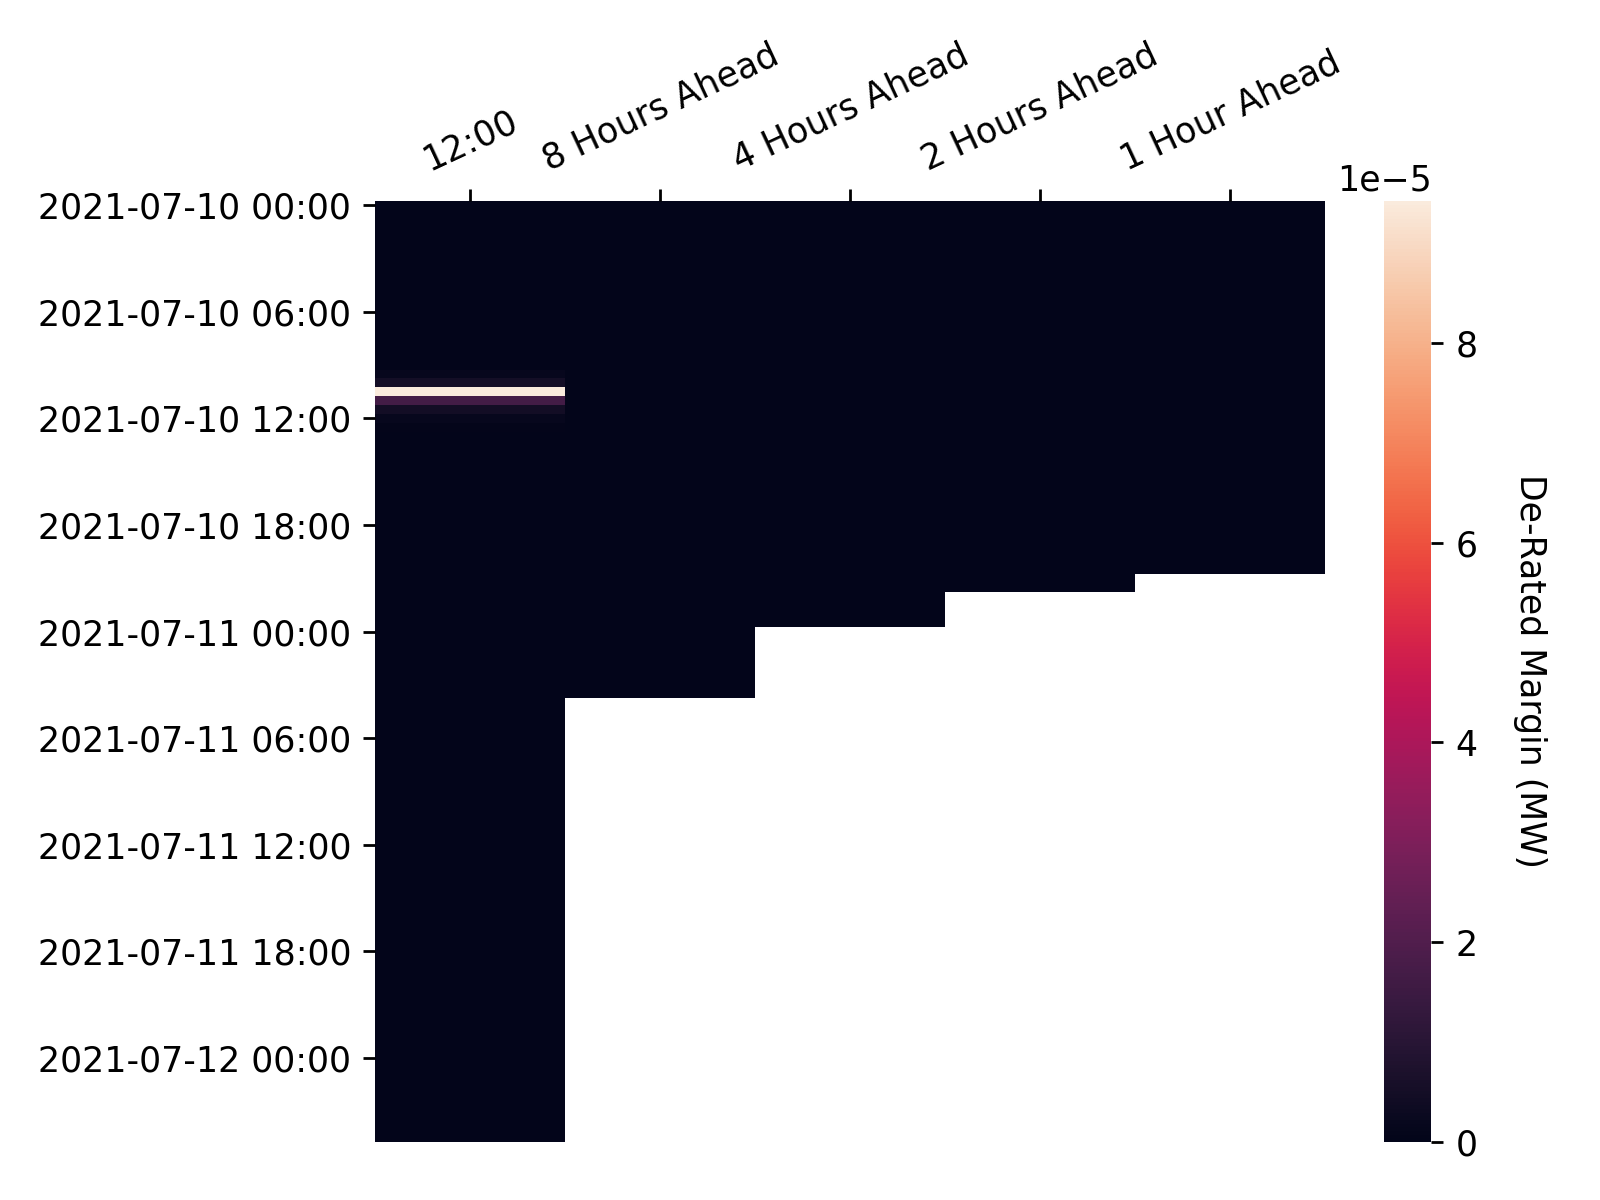 12:00
8 Hours Ahead
4 Hours Ahead
2 Hours Ahead
1 Hour Ahead
1e−5
2021-07-10 00:00
2021-07-10 06:00
2021-07-10 12:00
2021-07-10 18:00
2021-07-11 00:00
2021-07-11 06:00
2021-07-11 12:00
2021-07-11 18:00
2021-07-12 00:00
8
6
4
2
0
De-Rated Margin (MW)